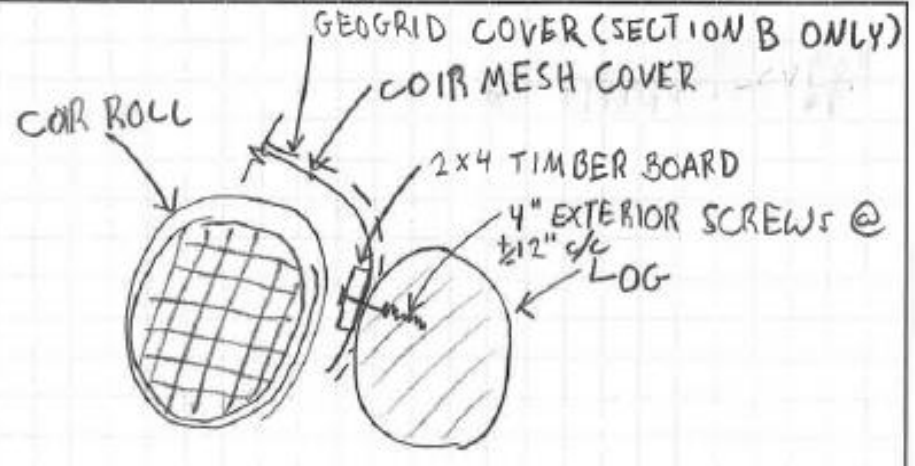 GEOGRID COVER (SECTION B ONLY)
COIR MESH COVER
COIR ROLL
2X4 TIMBER BOARD
4" EXTERIOR SCREWS @
±12" c/c
LOG